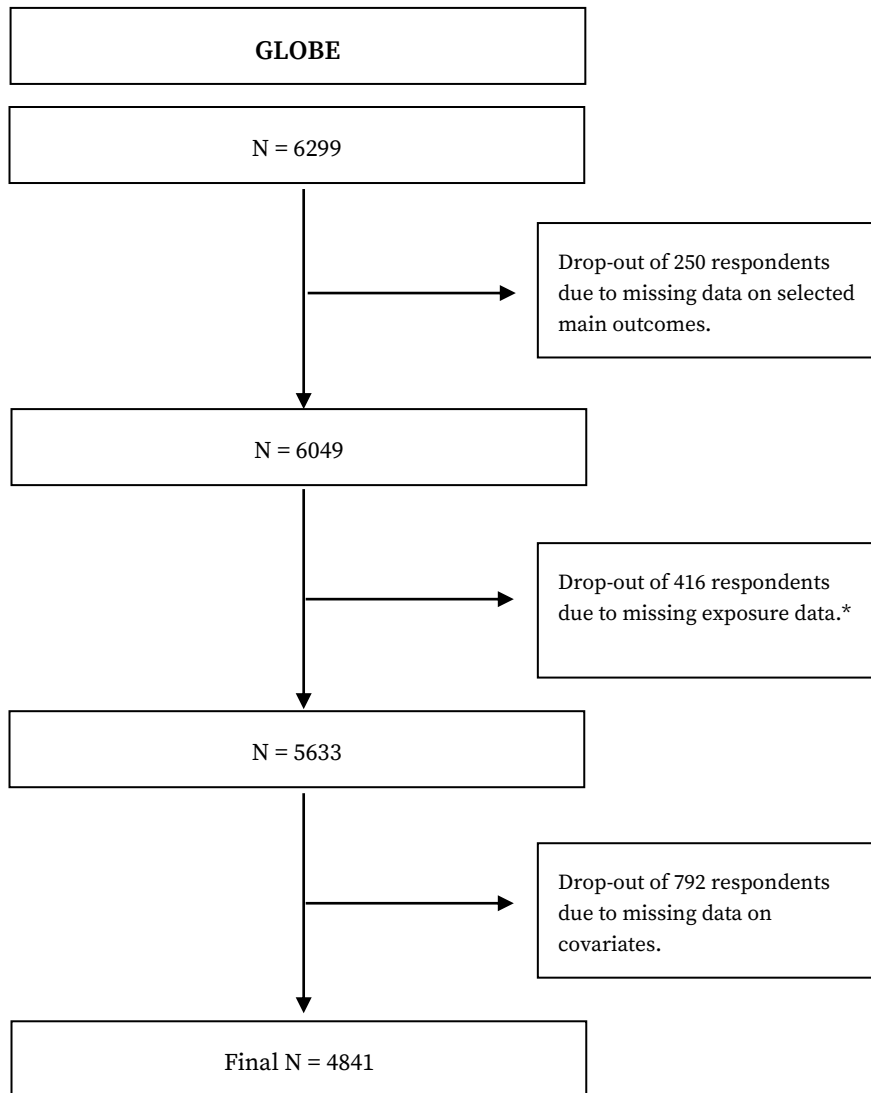 GLOBE
N = 6299
Drop-out of 250 respondents
due to missing data on selected
main outcomes.
N = 6049
Drop-out of 416 respondents
due to missing exposure data.*
N = 5633
Drop-out of 792 respondents
due to missing data on
covariates.
Final N = 4841